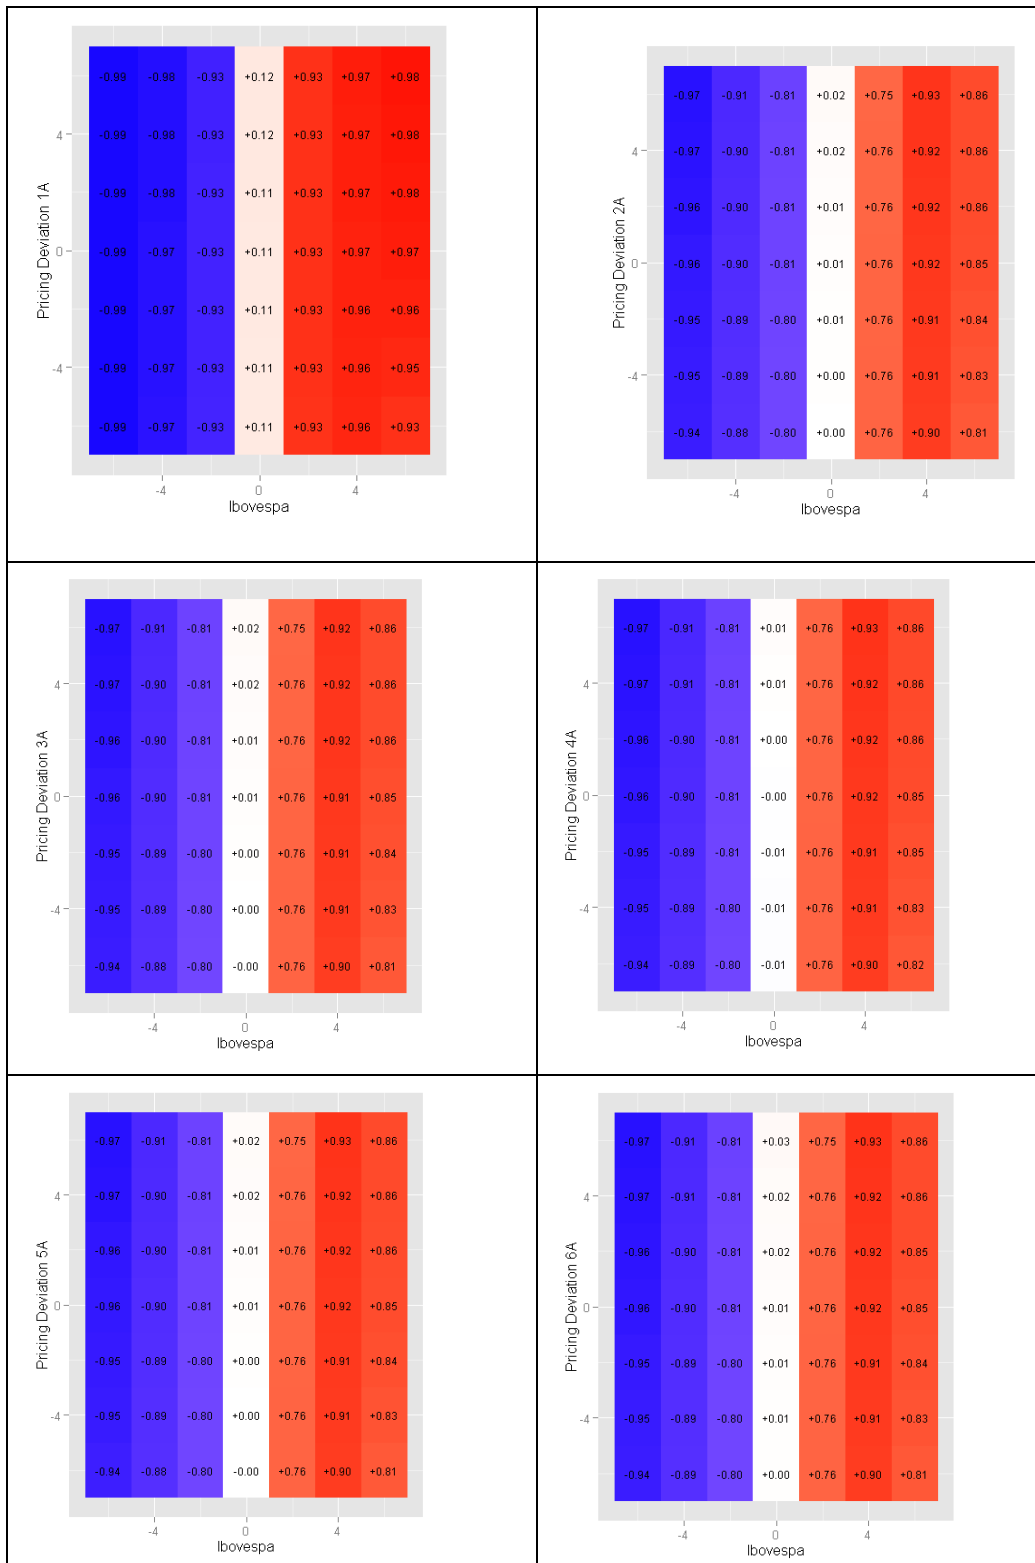 -0.99 -0.98 -0.93 +0.12 +0.93 +0.97 +0.98
4 -0.99 -0.98 -0.93 +0.12 +0.93 +0.97 +0.98
-0.99 -0.98 -0.93 +0.11 +0.93 +0.97 +0.98
0 -0.99 -0.97 -0.93 +0.11 +0.93 +0.97 +0.97
-0.99 -0.97 -0.93 +0.11 +0.93 +0.96 +0.96
-4 -0.99 -0.97 -0.93 +0.11 +0.93 +0.96 +0.95
-0.99 -0.97 -0.93 +0.11 +0.93 +0.96 +0.93
Pricing Deviation 1A
-4 0 4
Ibovespa
-0.97 -0.91 -0.81 +0.02 +0.75 +0.93 +0.86
4 -0.97 -0.90 -0.81 +0.02 +0.76 +0.92 +0.86
-0.96 -0.90 -0.81 +0.01 +0.76 +0.92 +0.86
0 -0.96 -0.90 -0.81 +0.01 +0.76 +0.92 +0.85
-0.95 -0.89 -0.80 +0.01 +0.76 +0.91 +0.84
-4 -0.95 -0.89 -0.80 +0.00 +0.76 +0.91 +0.83
-0.94 -0.88 -0.80 +0.00 +0.76 +0.90 +0.81
Pricing Deviation 2A
-4 0 4
Ibovespa
-0.97 -0.91 -0.81 +0.02 +0.75 +0.92 +0.86
4 -0.97 -0.90 -0.81 +0.02 +0.76 +0.92 +0.86
-0.96 -0.90 -0.81 +0.01 +0.76 +0.92 +0.86
0 -0.96 -0.90 -0.81 +0.01 +0.76 +0.91 +0.85
-0.95 -0.89 -0.80 +0.00 +0.76 +0.91 +0.84
-4 -0.95 -0.89 -0.80 +0.00 +0.76 +0.91 +0.83
-0.94 -0.88 -0.80 -0.00 +0.76 +0.90 +0.81
Pricing Deviation 3A
-4 0 4
Ibovespa
-0.97 -0.91 -0.81 +0.01 +0.76 +0.93 +0.86
4 -0.97 -0.91 -0.81 +0.01 +0.76 +0.92 +0.86
-0.96 -0.90 -0.81 +0.00 +0.76 +0.92 +0.86
0 -0.96 -0.90 -0.81 -0.00 +0.76 +0.92 +0.85
-0.95 -0.89 -0.81 -0.01 +0.76 +0.91 +0.85
-4 -0.95 -0.89 -0.80 -0.01 +0.76 +0.91 +0.83
-0.94 -0.89 -0.80 -0.01 +0.76 +0.90 +0.82
Pricing Deviation 4A
-4 0 4
Ibovespa
-0.97 -0.91 -0.81 +0.02 +0.75 +0.93 +0.86
4 -0.97 -0.90 -0.81 +0.02 +0.76 +0.92 +0.86
-0.96 -0.90 -0.81 +0.01 +0.76 +0.92 +0.86
0 -0.96 -0.90 -0.81 +0.01 +0.76 +0.92 +0.85
-0.95 -0.89 -0.80 +0.00 +0.76 +0.91 +0.84
-4 -0.95 -0.89 -0.80 +0.00 +0.76 +0.91 +0.83
-0.94 -0.88 -0.80 -0.00 +0.76 +0.90 +0.81
Pricing Deviation 5A
-4 0 4
Ibovespa
-0.97 -0.91 -0.81 +0.03 +0.75 +0.93 +0.86
4 -0.97 -0.91 -0.81 +0.02 +0.76 +0.92 +0.86
-0.96 -0.90 -0.81 +0.02 +0.76 +0.92 +0.85
0 -0.96 -0.90 -0.81 +0.01 +0.76 +0.92 +0.85
-0.95 -0.89 -0.80 +0.01 +0.76 +0.91 +0.84
-4 -0.95 -0.89 -0.80 +0.01 +0.76 +0.91 +0.83
-0.94 -0.89 -0.80 +0.00 +0.76 +0.90 +0.81
Pricing Deviation 6A
-4 0 4
Ibovespa